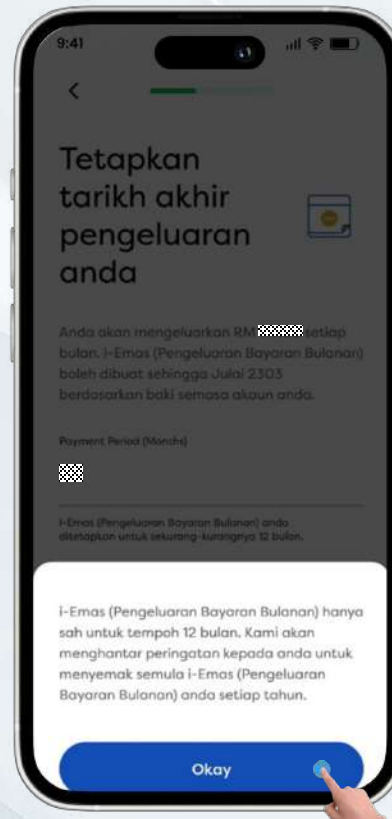 9:41
Tetapkan
tarikh akhir
pengeluaran
anda
Anda akan mengeluarkan RM setiap
bulan. i-Emas (Pengeluaran Bayaran Bulanan)
boleh dibuat sehingga Julai 2303
berdasarkan baki semasa akaun anda.
Payment Period (Months)
i-Emas (Pengeluaran Bayaran Bulanan) anda
ditetapkan untuk sekurang-kurangnya 12 bulan.
i-Emas (Pengeluaran Bayaran Bulanan) hanya
sah untuk tempoh 12 bulan. Kami akan
menghantar peringatan kepada anda untuk
menyemak semula i-Emas (Pengeluaran
Bayaran Bulanan) anda setiap tahun.
Okay